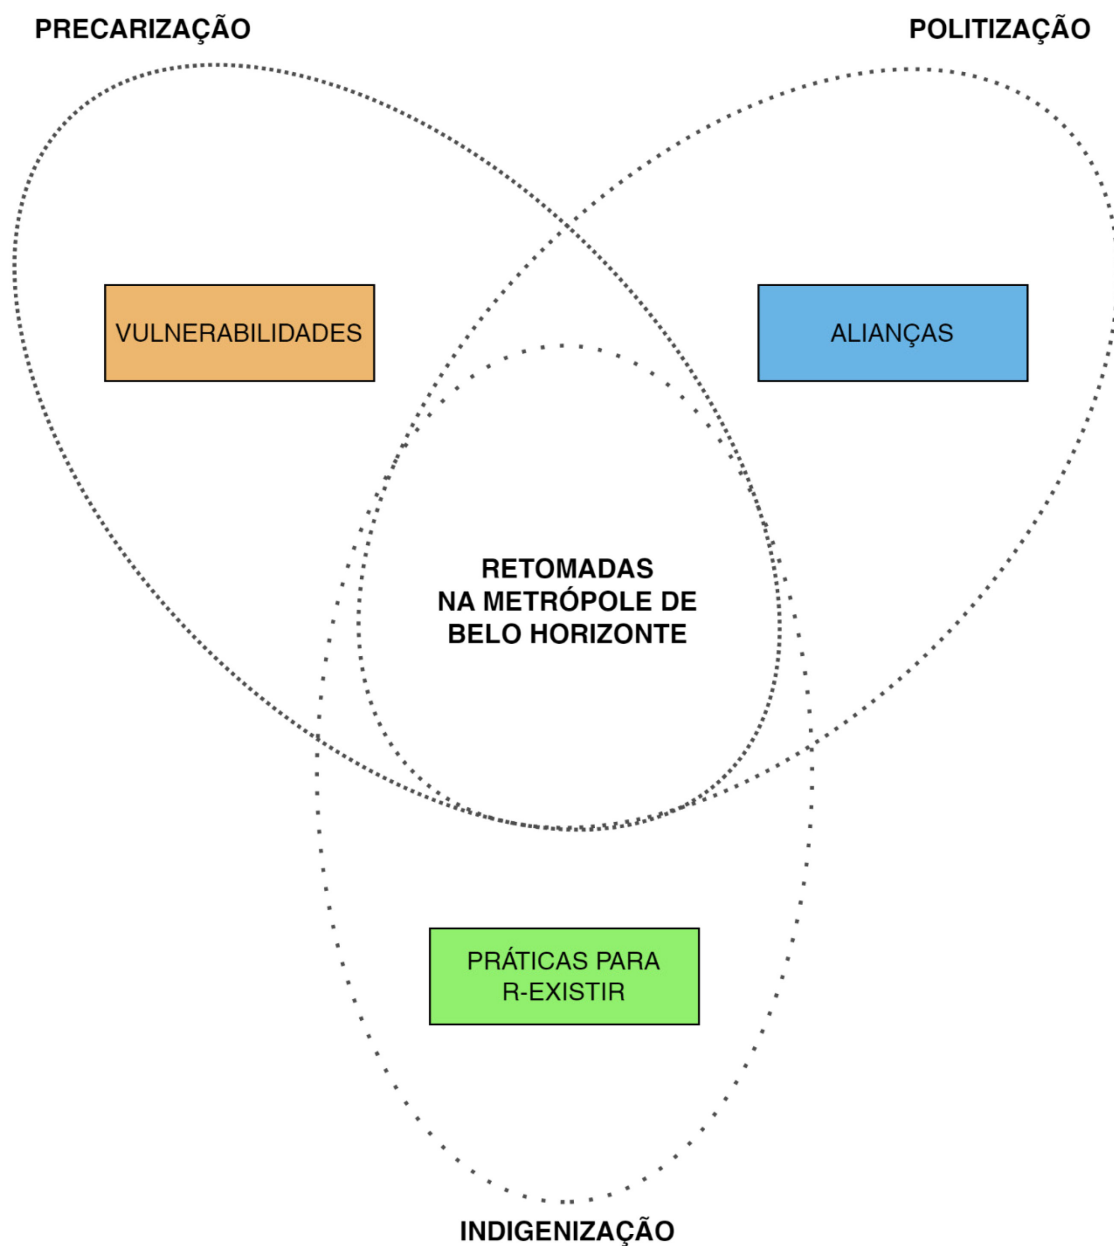 PRECARIZAÇÃO
POLITIZAÇÃO
VULNERABILIDADES
ALIANÇAS
RETOMADAS
NA METRÓPOLE DE
BELO HORIZONTE
PRÁTICAS PARA
R-EXISTIR
INDIGENIZAÇÃO